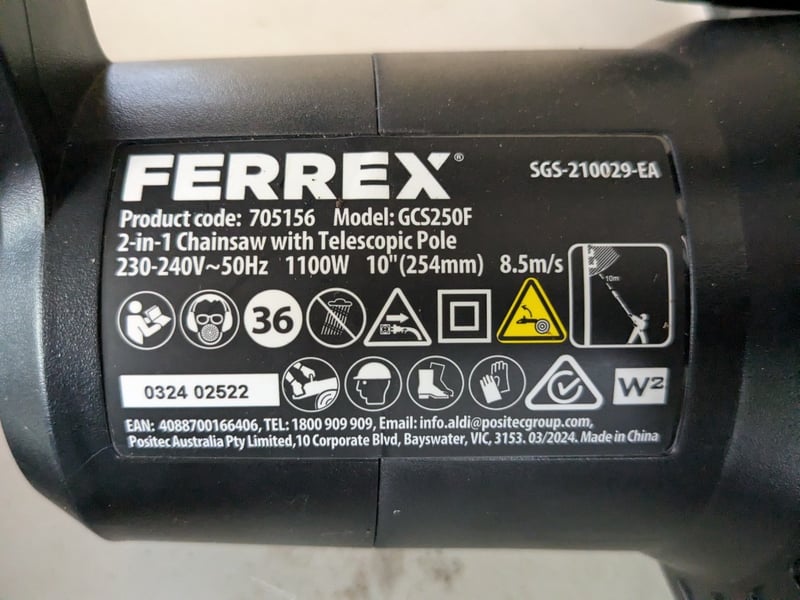 FERREX®
SGS-210029-EA
Product code: 705156 Model: GCS250F
2-in-1 Chainsaw with Telescopic Pole
230-240V~50Hz 1100W 10"(254mm) 8.5m/s
10m
36
0324 02522
W²
EAN: 4088700166406, TEL: 1800 909 909, Email: info.aldi@positecgroup.com,
Positec Australia Pty Limited,10 Corporate Blvd, Bayswater, VIC, 3153. 03/2024. Made in China